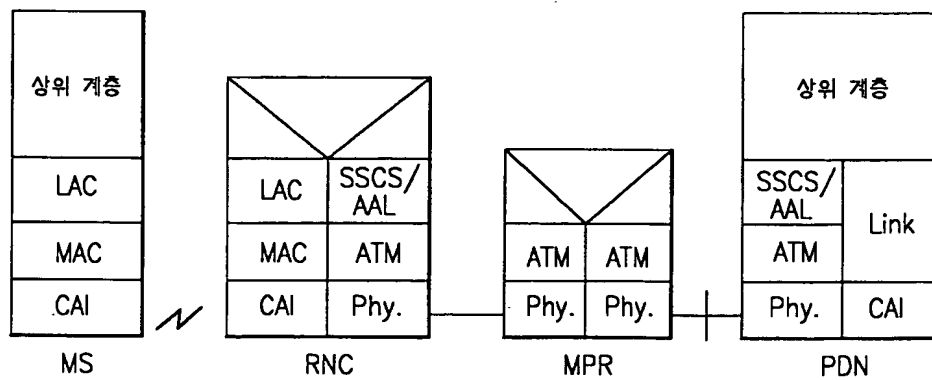 상위 계층
LAC
MAC
CAI
MS
LAC
SSCS/
AAL
MAC
ATM
CAI
Phy.
RNC
ATM
ATM
Phy.
Phy.
MPR
상위 계층
SSCS/
AAL
Link
ATM
Phy.
CAI
PDN